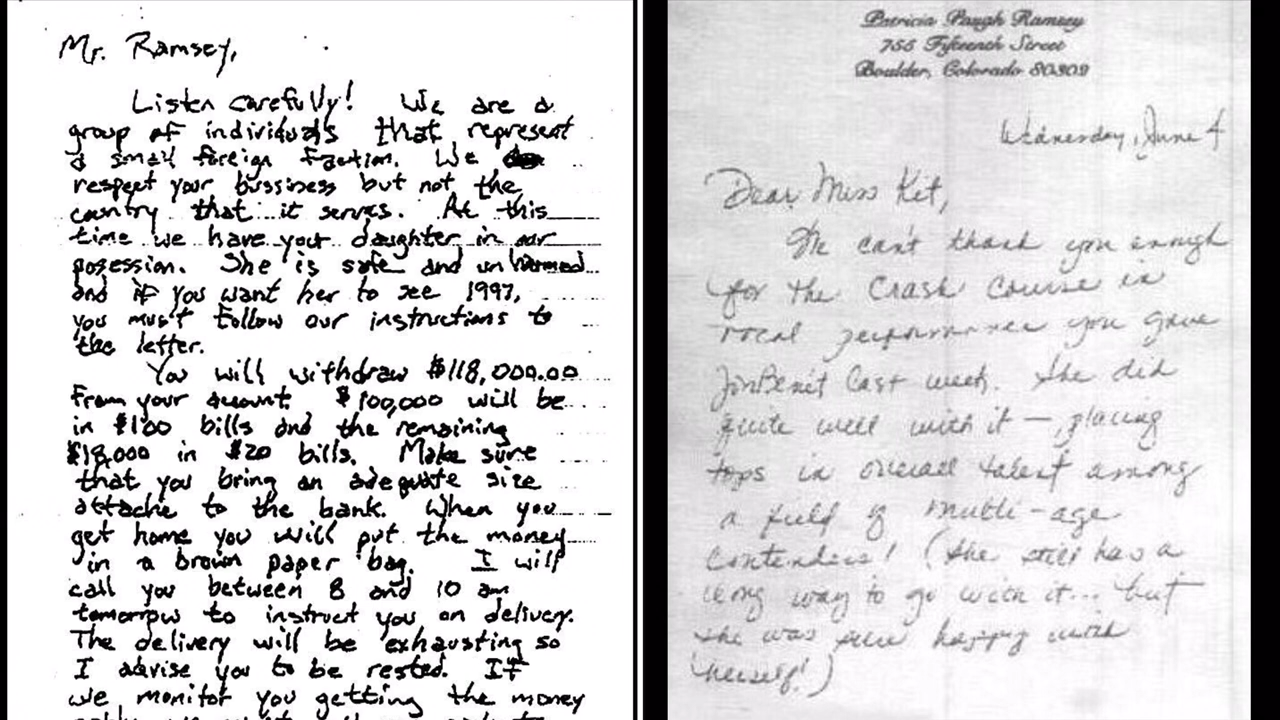 Mr. Ramsey,
Listen carefully! We are a
group of individuals that represent
a small foreign faction. We
respect your bussiness but not the
country that it serves. At this
time we have your daughter in our
posession. She is safe and unharmed
and if you want her to see 1997,
you must follow our instructions to
the letter.
You will withdraw $118,000.00
from your account. $100,000 will be
in $100 bills and the remaining
$18,000 in $20 bills. Make sure
that you bring an adequate size
attache to the bank. When you
get home you will put the money
in a brown paper bag. I will
call you between 8 and 10 am
tomorrow to instruct you on delivery.
The delivery will be exhausting so
I advise you to be rested. If
we monitor you getting the money
Patricia Paugh Ramsey
755 Fifteenth Street
Boulder, Colorado 80302
Wednesday, June 4
Dear Miss Kit,
We can't thank you enough
for the Crash Course in
vocal performance you gave
JonBenét last week. She did
quite well with it — placing
tops in overall talent among
a field of multi-age
contenders! (She still has a
long way to go with it... but
she was sure happy with
herself!)